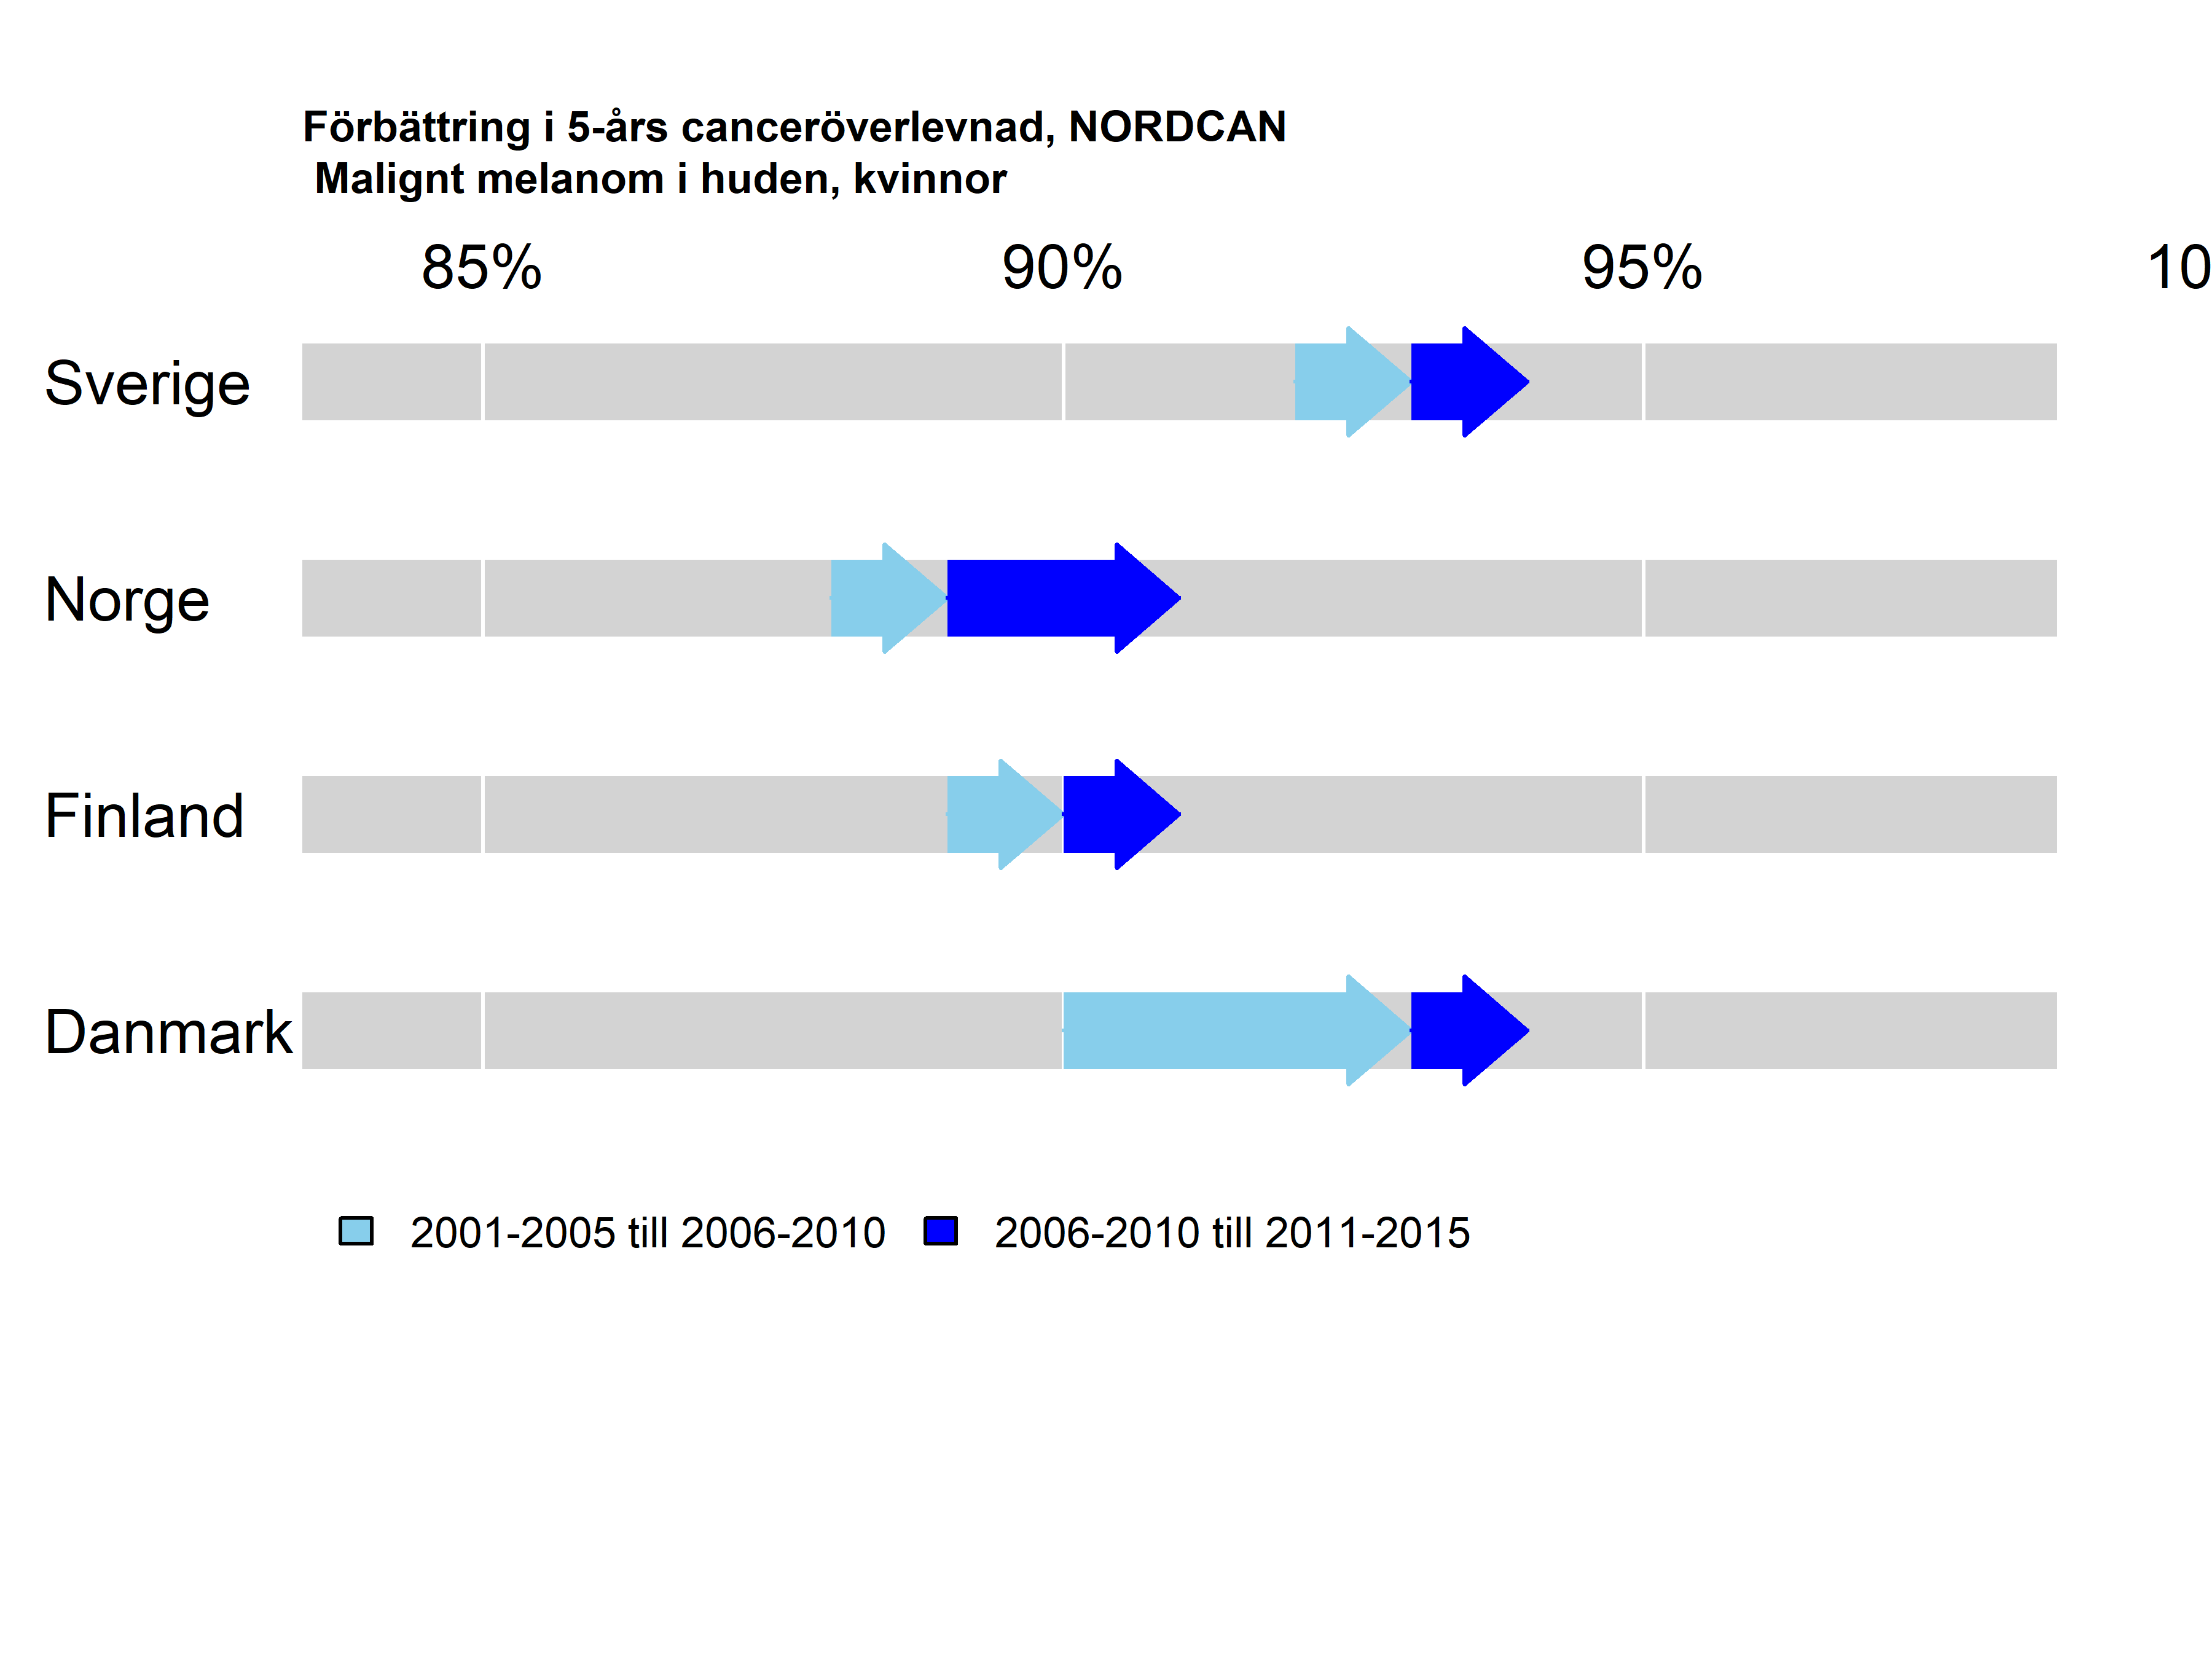 Förbättring i 5-års canceröverlevnad, NORDCAN
Malignt melanom i huden, kvinnor
85% 90% 95% 10
Sverige
Norge
Finland
Danmark
2001-2005 till 2006-2010 2006-2010 till 2011-2015